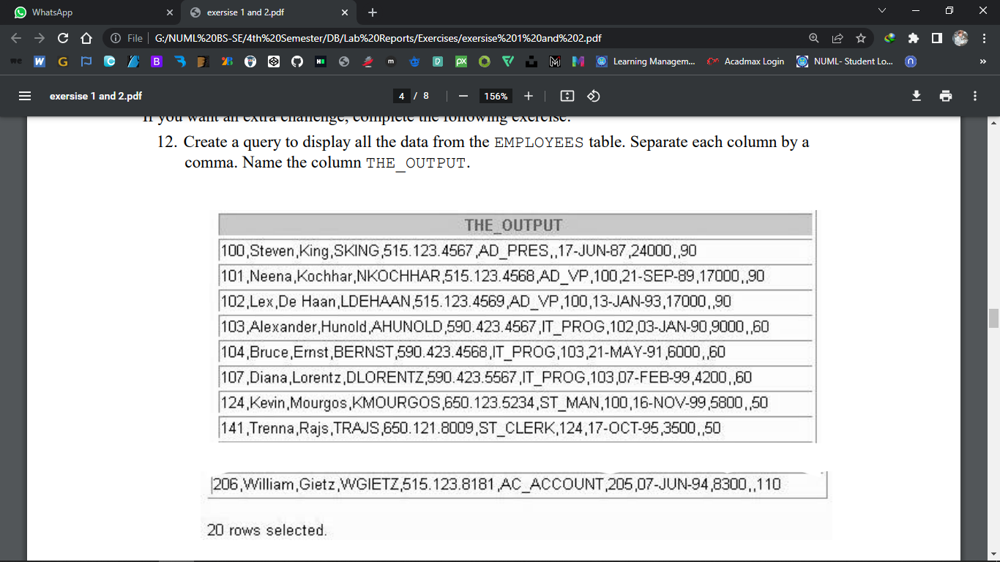 WhatsApp
exersise 1 and 2.pdf
File
G:/NUML%20BS-SE/4th%20Semester/DB/Lab%20Reports/Exercises/exersise%201%20and%202.pdf
Learning Managem...
Acadmax Login
NUML- Student Lo...
exersise 1 and 2.pdf
4 / 8
156%
If you want an extra challenge, complete the following exercise.
12. Create a query to display all the data from the EMPLOYEES table. Separate each column by a
comma. Name the column THE_OUTPUT.
THE_OUTPUT
100,Steven,King,SKING,515.123.4567,AD_PRES,,17-JUN-87,24000,,90
101,Neena,Kochhar,NKOCHHAR,515.123.4568,AD_VP,100,21-SEP-89,17000,,90
102,Lex,De Haan,LDEHAAN,515.123.4569,AD_VP,100,13-JAN-93,17000,,90
103,Alexander,Hunold,AHUNOLD,590.423.4567,IT_PROG,102,03-JAN-90,9000,,60
104,Bruce,Ernst,BERNST,590.423.4568,IT_PROG,103,21-MAY-91,6000,,60
107,Diana,Lorentz,DLORENTZ,590.423.5567,IT_PROG,103,07-FEB-99,4200,,60
124,Kevin,Mourgos,KMOURGOS,650.123.5234,ST_MAN,100,16-NOV-99,5800,,50
141,Trenna,Rajs,TRAJS,650.121.8009,ST_CLERK,124,17-OCT-95,3500,,50
206,William,Gietz,WGIETZ,515.123.8181,AC_ACCOUNT,205,07-JUN-94,8300,,110
20 rows selected.